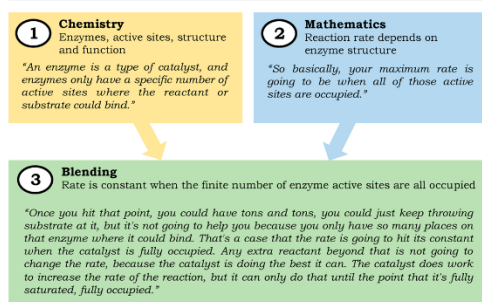 1
Chemistry
Enzymes, active sites, structure
and function
“An enzyme is a type of catalyst, and
enzymes only have a specific number of
active sites where the reactant or
substrate could bind.”
2
Mathematics
Reaction rate depends on
enzyme structure
“So basically, your maximum rate is
going to be when all of those active
sites are occupied.”
3
Blending
Rate is constant when the finite number of enzyme active sites are all occupied
“Once you hit that point, you could have tons and tons, you could just keep throwing
substrate at it, but it's not going to help you because you only have so many places on
that enzyme where it could bind. That's a case that the rate is going to hit its constant
when the catalyst is fully occupied. Any extra reactant beyond that is not going to
change the rate, because the catalyst is doing the best it can. The catalyst does work
to increase the rate of the reaction, but it can only do that until the point that it's fully
saturated, fully occupied.”